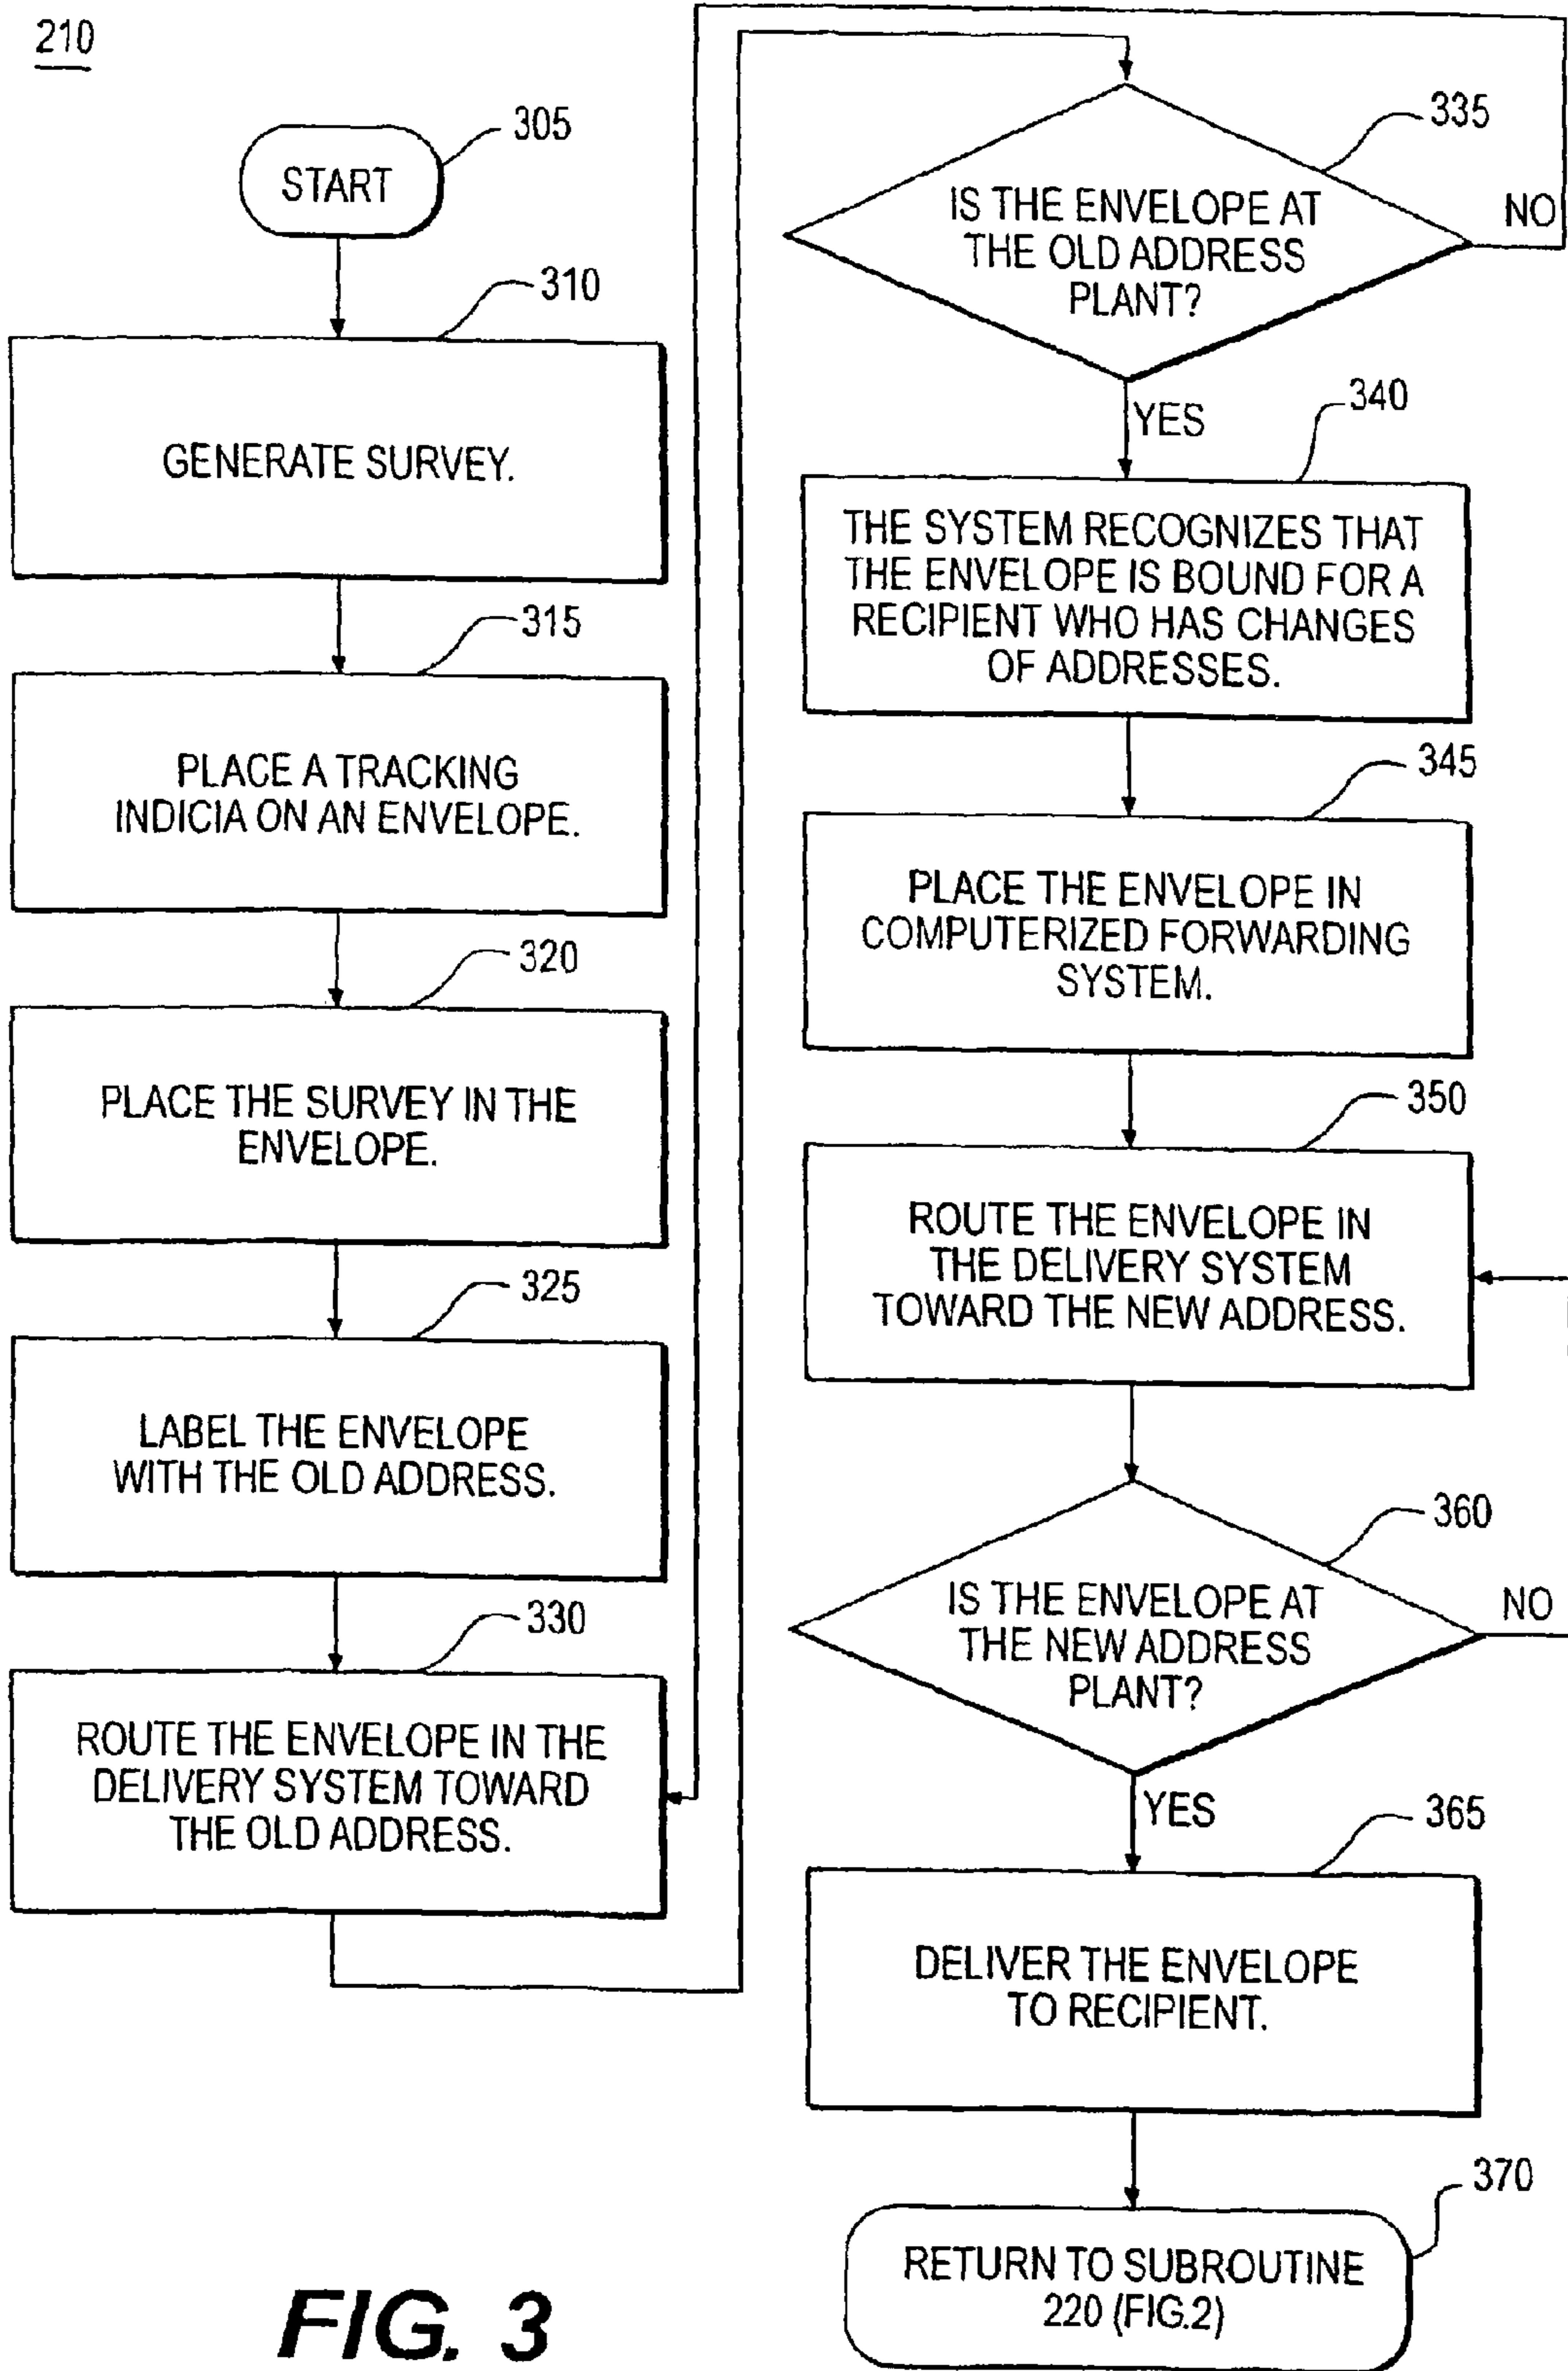 210
305
START
310
GENERATE SURVEY.
315
PLACE A TRACKING
INDICIA ON AN ENVELOPE.
320
PLACE THE SURVEY IN THE
ENVELOPE.
325
LABEL THE ENVELOPE
WITH THE OLD ADDRESS.
330
ROUTE THE ENVELOPE IN THE
DELIVERY SYSTEM TOWARD
THE OLD ADDRESS.
335
IS THE ENVELOPE AT
THE OLD ADDRESS
PLANT?
NO
YES
340
THE SYSTEM RECOGNIZES THAT
THE ENVELOPE IS BOUND FOR A
RECIPIENT WHO HAS CHANGES
OF ADDRESSES.
345
PLACE THE ENVELOPE IN
COMPUTERIZED FORWARDING
SYSTEM.
350
ROUTE THE ENVELOPE IN
THE DELIVERY SYSTEM
TOWARD THE NEW ADDRESS.
360
IS THE ENVELOPE AT
THE NEW ADDRESS
PLANT?
NO
YES
365
DELIVER THE ENVELOPE
TO RECIPIENT.
370
RETURN TO SUBROUTINE
220 (FIG.2)
FIG. 3